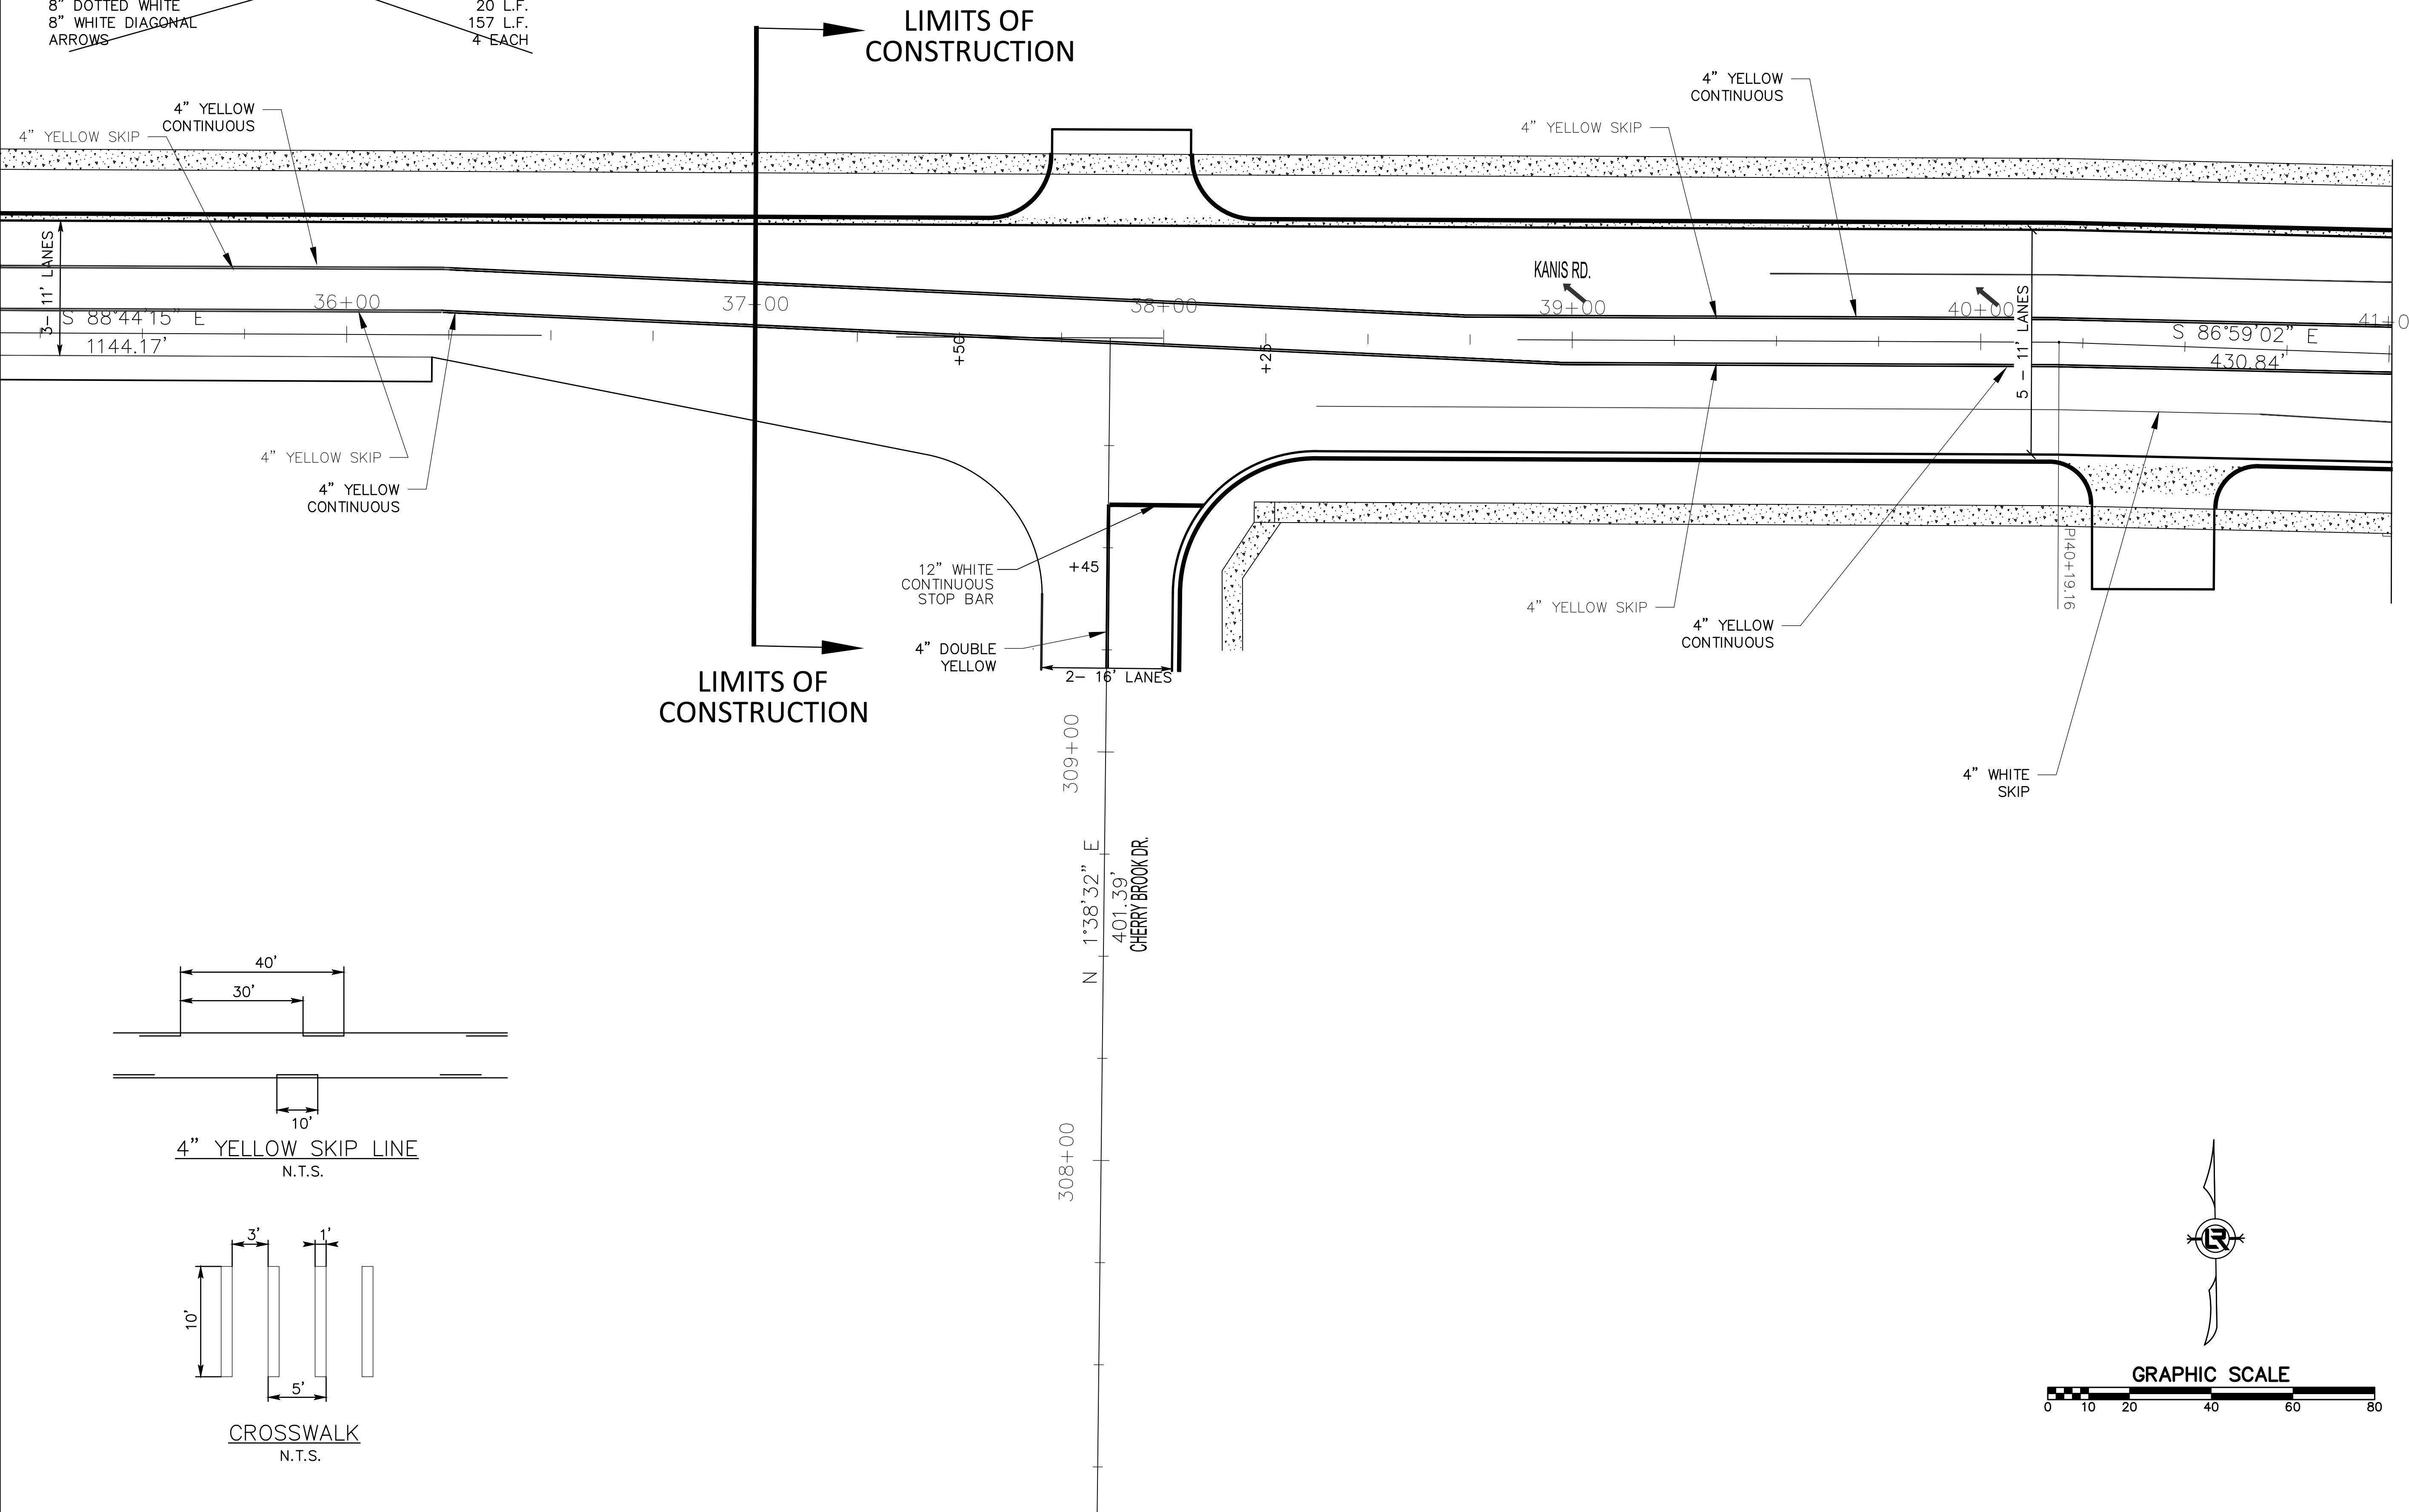 8" DOTTED WHITE 20 L.F.
8" WHITE DIAGONAL 157 L.F.
ARROWS 4 EACH
LIMITS OF
CONSTRUCTION
4" YELLOW
CONTINUOUS
4" YELLOW SKIP
4" YELLOW
CONTINUOUS
4" YELLOW SKIP
3- 11' LANES
36+00
37+00
38+00
39+00
40+00
41+0
KANIS RD.
S 88°44'15" E
1144.17'
+50
+25
5 - 11' LANES
S 86°59'02" E
430.84'
4" YELLOW SKIP
4" YELLOW
CONTINUOUS
12" WHITE
CONTINUOUS
STOP BAR
+45
4" DOUBLE
YELLOW
2- 16' LANES
PI40+19.16
4" YELLOW SKIP
4" YELLOW
CONTINUOUS
LIMITS OF
CONSTRUCTION
4" WHITE
SKIP
309+00
N 1°38'32" E
401.39'
CHERRY BROOK DR.
308+00
40'
30'
10'
4" YELLOW SKIP LINE
N.T.S.
3'
1'
10'
5'
CROSSWALK
N.T.S.
LR
GRAPHIC SCALE
0 10 20 40 60 80